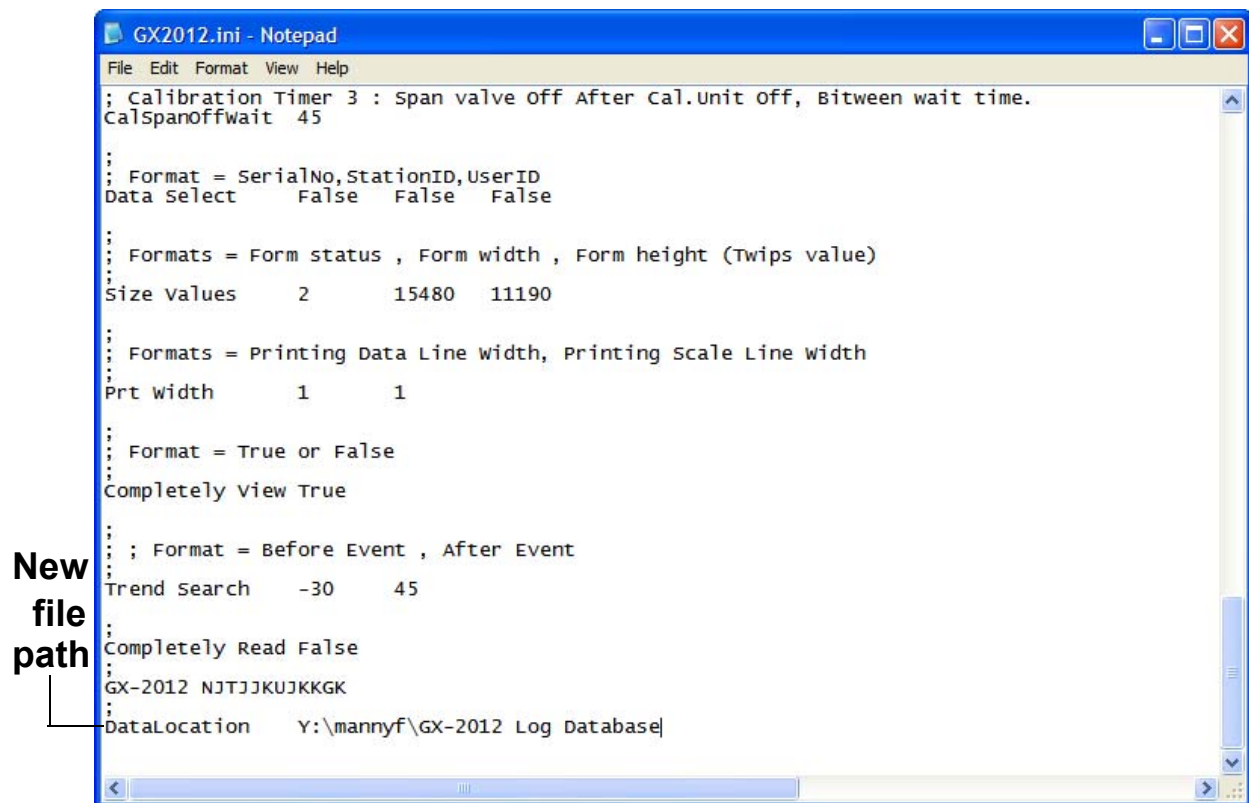 GX2012.ini - Notepad
File Edit Format View Help
; Calibration Timer 3 : Span valve Off After Cal.Unit Off, Bitween wait time.
CalSpanOffWait 45
;
; Format = SerialNo,StationID,UserID
Data Select False False False
;
; Formats = Form status , Form width , Form height (Twips value)
;
Size Values 2 15480 11190
;
; Formats = Printing Data Line Width, Printing Scale Line Width
;
Prt Width 1 1
;
; Format = True or False
;
Completely View True
;
; ; Format = Before Event , After Event
;
Trend Search -30 45
;
Completely Read False
;
GX-2012 NJTJJKUJKKGK
;
DataLocation Y:\mannyf\GX-2012 Log Database
New
file
path